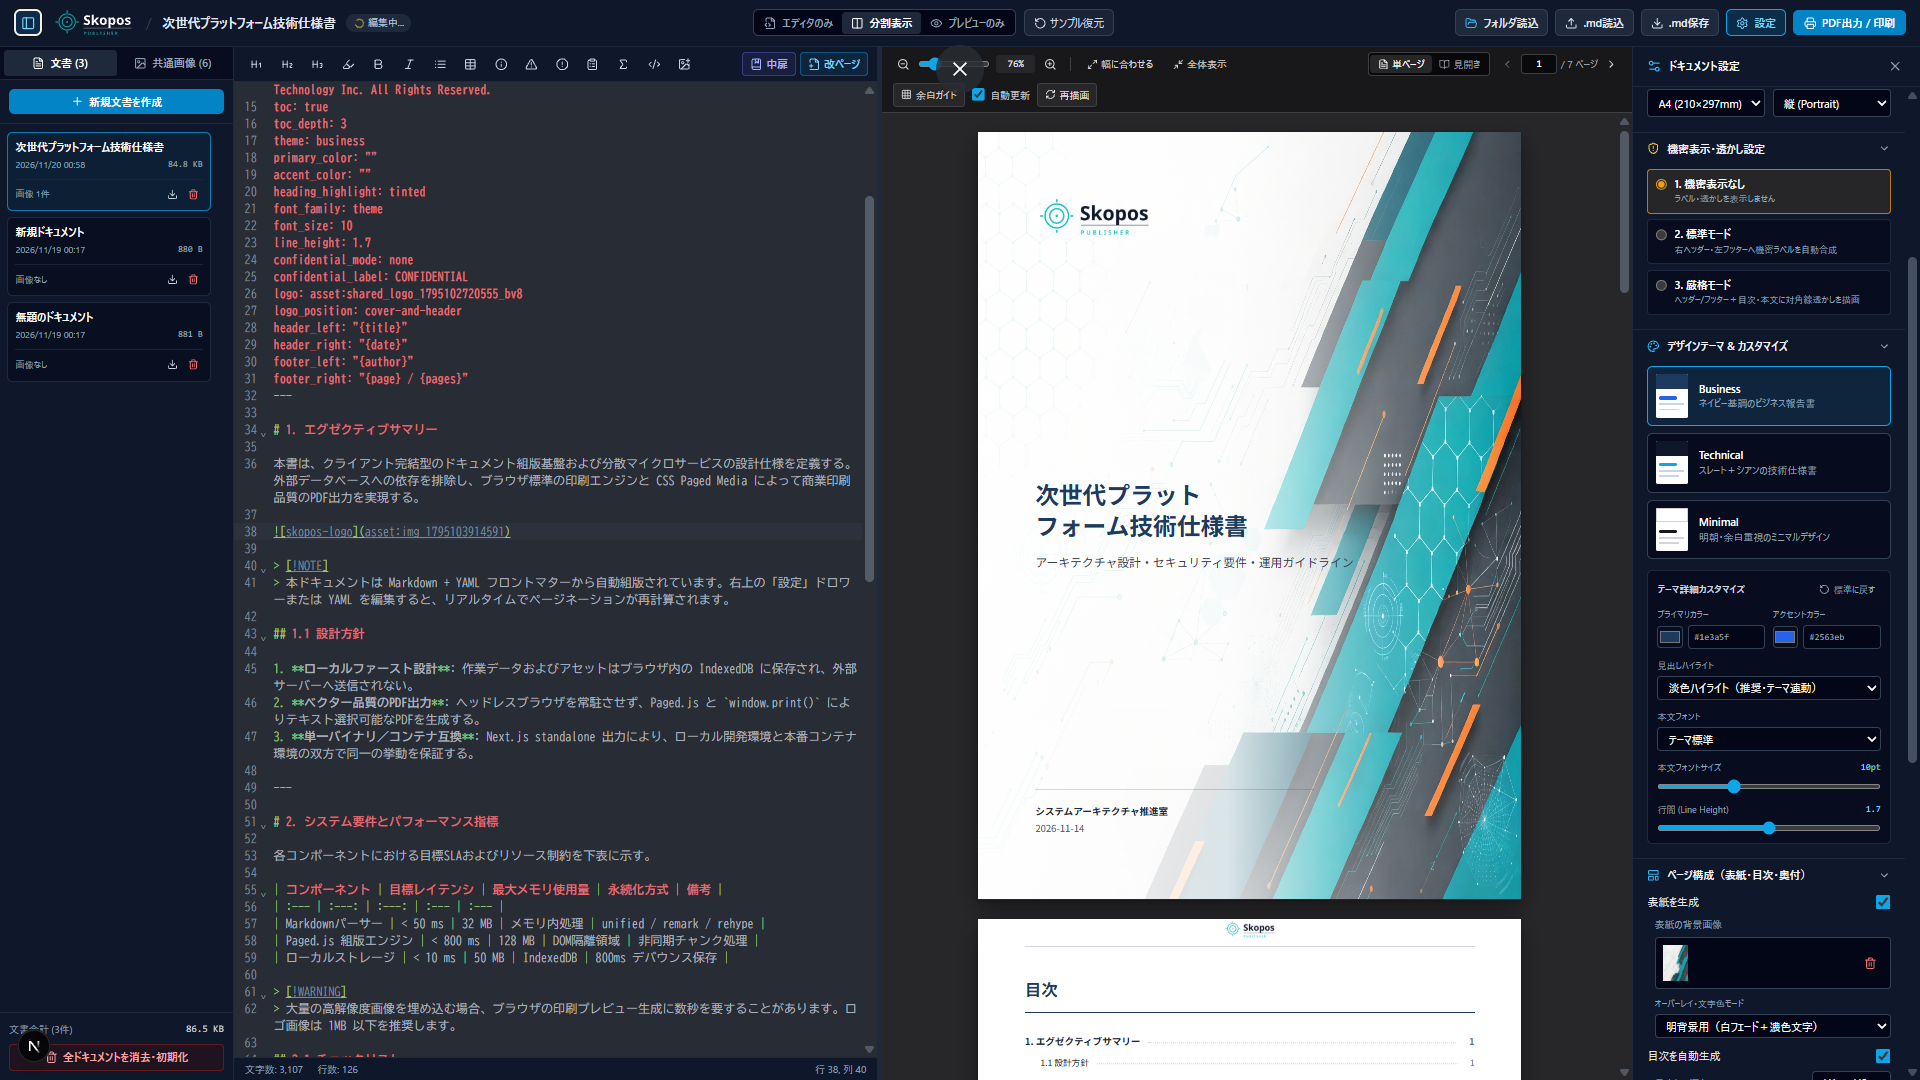 Skopos
PUBLISHER
/
次世代プラットフォーム技術仕様書
編集中...
エディタのみ
分割表示
プレビューのみ
サンプル復元
フォルダ読込
.md読込
.md保存
設定
PDF出力 / 印刷
文書 (3)
共通画像 (6)
+ 新規文書を作成
次世代プラットフォーム技術仕様書
2026/11/20 00:58
84.8 KB
画像 1件
新規ドキュメント
2026/11/19 00:17
880 B
画像なし
無題のドキュメント
2026/11/19 00:17
881 B
画像なし
文書合計 (3件)
86.5 KB
N
全ドキュメントを消去・初期化
H1 H2 H3 B I Σ
中扉
改ページ
Technology Inc. All Rights Reserved.
15 toc: true
16 toc_depth: 3
17 theme: business
18 primary_color: ""
19 accent_color: ""
20 heading_highlight: tinted
21 font_family: theme
22 font_size: 10
23 line_height: 1.7
24 confidential_mode: none
25 confidential_label: CONFIDENTIAL
26 logo: asset:shared_logo_1795102720555_bv8
27 logo_position: cover-and-header
28 header_left: "{title}"
29 header_right: "{date}"
30 footer_left: "{author}"
31 footer_right: "{page} / {pages}"
32 ---
33
34 # 1. エグゼクティブサマリー
35
36 本書は、クライアント完結型のドキュメント組版基盤および分散マイクロサービスの設計仕様を定義する。
外部データベースへの依存を排除し、ブラウザ標準の印刷エンジンと CSS Paged Media によって商業印刷
品質のPDF出力を実現する。
37
38 ![skopos-logo](asset:img_1795103914591)
39
40 > [!NOTE]
41 > 本ドキュメントは Markdown + YAML フロントマターから自動組版されています。右上の「設定」ドロワ
ーまたは YAML を編集すると、リアルタイムでページネーションが再計算されます。
42
43 ## 1.1 設計方針
44
45 1. **ローカルファースト設計**: 作業データおよびアセットはブラウザ内の IndexedDB に保存され、外部
サーバーへ送信されない。
46 2. **ベクター品質のPDF出力**: ヘッドレスブラウザを常駐させず、Paged.js と `window.print()` によ
りテキスト選択可能なPDFを生成する。
47 3. **単一バイナリ／コンテナ互換**: Next.js standalone 出力により、ローカル開発環境と本番コンテナ
環境の双方で同一の挙動を保証する。
48
49 ---
50
51 # 2. システム要件とパフォーマンス指標
52
53 各コンポーネントにおける目標SLAおよびリソース制約を下表に示す。
54
55 | コンポーネント | 目標レイテンシ | 最大メモリ使用量 | 永続化方式 | 備考 |
56 | :--- | :---: | :---: | :--- | :--- |
57 | Markdownパーサー | < 50 ms | 32 MB | メモリ内処理 | unified / remark / rehype |
58 | Paged.js 組版エンジン | < 800 ms | 128 MB | DOM隔離領域 | 非同期チャンク処理 |
59 | ローカルストレージ | < 10 ms | 50 MB | IndexedDB | 800ms デバウンス保存 |
60
61 > [!WARNING]
62 > 大量の高解像度画像を埋め込む場合、ブラウザの印刷プレビュー生成に数秒を要することがあります。ロ
ゴ画像は 1MB 以下を推奨します。
63
文字数: 3,107 行数: 126
行 38, 列 40
76%
幅に合わせる
全体表示
単ページ
見開き
1
/ 7 ページ
余白ガイド
自動更新
再描画
Skopos
PUBLISHER
次世代プラット
フォーム技術仕様書
アーキテクチャ設計・セキュリティ要件・運用ガイドライン
システムアーキテクチャ推進室
2026-11-14
Skopos
目次
1. エグゼクティブサマリー 1
1.1 設計方針 1
ドキュメント設定
A4 (210×297mm)
縦 (Portrait)
機密表示・透かし設定
1. 機密表示なし
ラベル・透かしを表示しません
2. 標準モード
右ヘッダー・左フッターへ機密ラベルを自動合成
3. 厳格モード
ヘッダー/フッター + 目次・本文に対角線透かしを描画
デザインテーマ & カスタマイズ
Business
ネイビー基調のビジネス報告書
Technical
スレート＋シアンの技術仕様書
Minimal
明朝・余白重視のミニマルデザイン
テーマ詳細カスタマイズ
標準に戻す
プライマリカラー
アクセントカラー
#1e3a5f
#2563eb
見出しハイライト
淡色ハイライト（推奨・テーマ連動）
本文フォント
テーマ標準
本文フォントサイズ
10pt
行間 (Line Height)
1.7
ページ構成（表紙・目次・奥付）
表紙を生成
表紙の背景画像
オーバーレイ・文字色モード
明背景用（白フェード＋濃色文字）
目次を自動生成